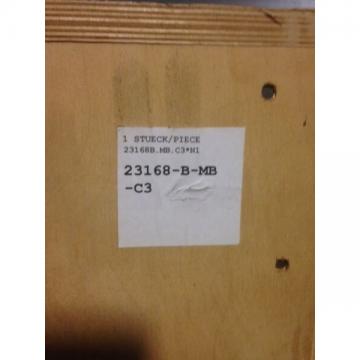 1 STUECK/PIECE
23168B.MB.C3*H1
23168-B-MB
-C3